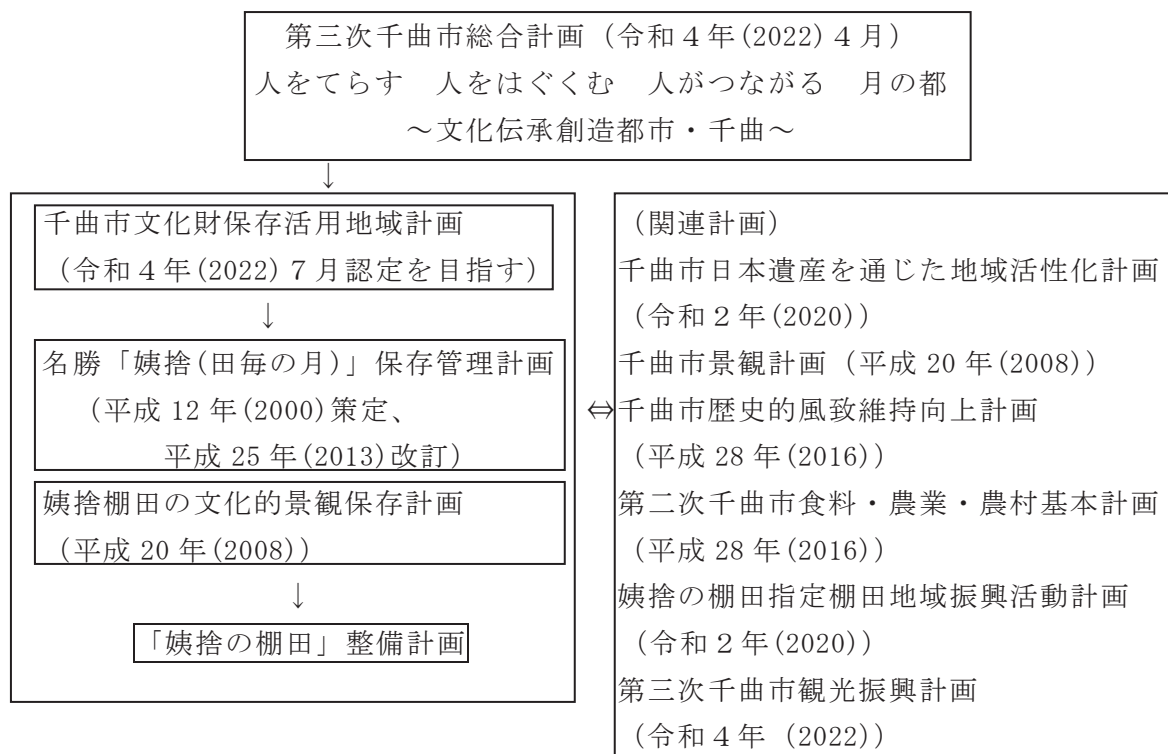 第三次千曲市総合計画（令和４年(2022)４月）
人をてらす　人をはぐくむ　人がつながる　月の都
～文化伝承創造都市・千曲～
↓
千曲市文化財保存活用地域計画
（令和４年(2022)７月認定を目指す）
↓
名勝「姨捨(田毎の月)」保存管理計画
（平成 12 年(2000)策定、
平成 25 年(2013)改訂）
姨捨棚田の文化的景観保存計画
（平成 20 年(2008)）
↓
「姨捨の棚田」整備計画
⇔
（関連計画）
千曲市日本遺産を通じた地域活性化計画
（令和２年(2020)）
千曲市景観計画（平成 20 年(2008)）
千曲市歴史的風致維持向上計画
（平成 28 年(2016)）
第二次千曲市食料・農業・農村基本計画
（平成 28 年(2016)）
姨捨の棚田指定棚田地域振興活動計画
（令和２年(2020)）
第三次千曲市観光振興計画
（令和４年（2022)）